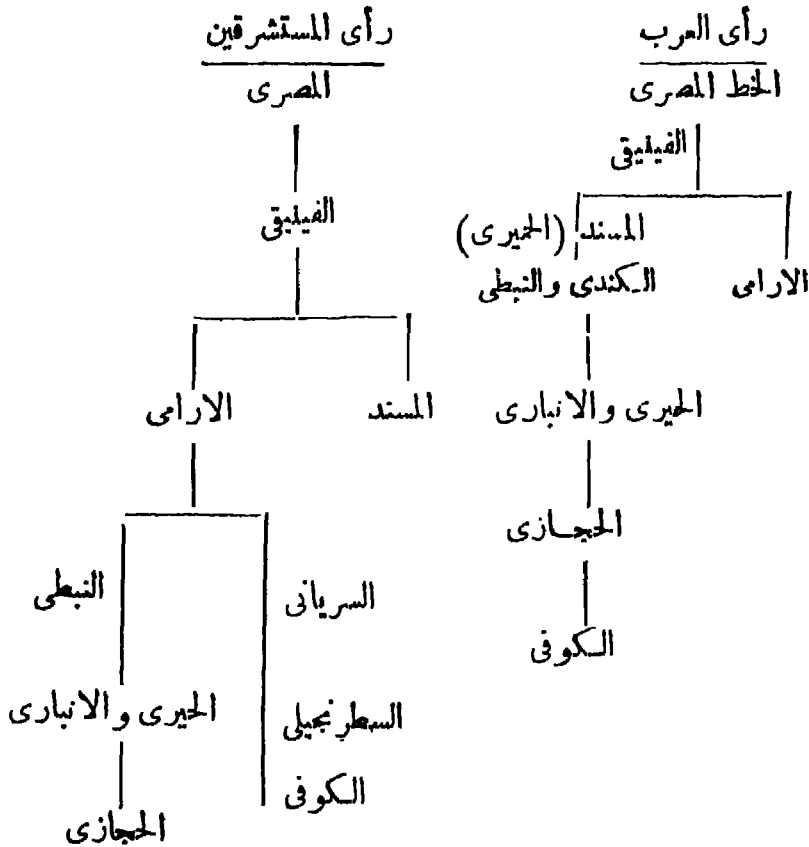 رأى العرب
الخط المصرى
الفينيقى
المسند (الحميرى)
الارامى
الكندى والنبطى
الحيرى والانبارى
الحجازى
الكوفى
رأى المستشرقين
المصرى
الفينيقى
المسند
الارامى
السريانى
النبطى
السطرنجيلى
الحيرى والانبارى
الكوفى
الحجازى